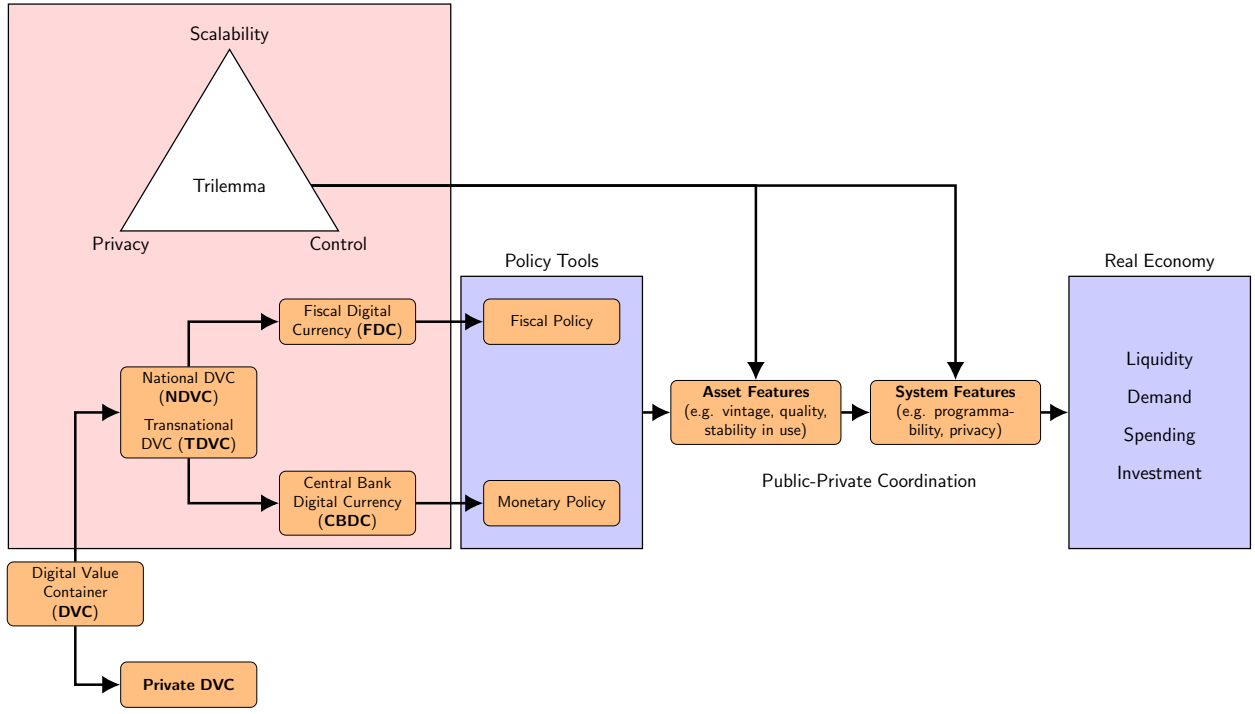 Scalability
Trilemma
Privacy
Control
Policy Tools
Real Economy
Fiscal Digital
Currency (FDC)
Fiscal Policy
National DVC
(NDVC)
Transnational
DVC (TDVC)
Asset Features
(e.g. vintage, quality,
stability in use)
System Features
(e.g. programma-
bility, privacy)
Liquidity
Demand
Spending
Investment
Public-Private Coordination
Central Bank
Digital Currency
(CBDC)
Monetary Policy
Digital Value
Container
(DVC)
Private DVC